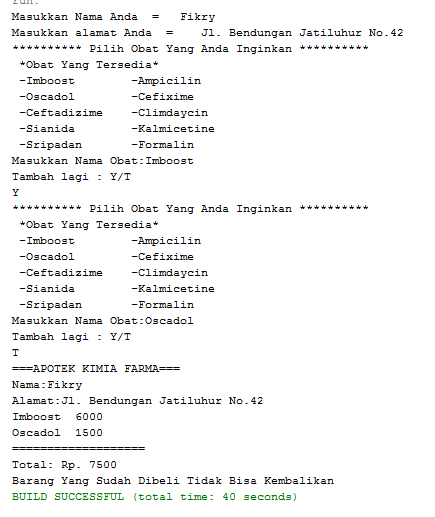 run:
Masukkan Nama Anda  =   Fikry
Masukkan alamat Anda  =    Jl. Bendungan Jatiluhur No.42
********** Pilih Obat Yang Anda Inginkan **********
 *Obat Yang Tersedia*
 -Imboost        -Ampicilin
 -Oscadol        -Cefixime
 -Ceftadizime    -Climdaycin
 -Sianida        -Kalmicetine
 -Sripadan       -Formalin
Masukkan Nama Obat:Imboost
Tambah lagi : Y/T
Y
********** Pilih Obat Yang Anda Inginkan **********
 *Obat Yang Tersedia*
 -Imboost        -Ampicilin
 -Oscadol        -Cefixime
 -Ceftadizime    -Climdaycin
 -Sianida        -Kalmicetine
 -Sripadan       -Formalin
Masukkan Nama Obat:Oscadol
Tambah lagi : Y/T
T
===APOTEK KIMIA FARMA===
Nama:Fikry
Alamat:Jl. Bendungan Jatiluhur No.42
Imboost  6000
Oscadol  1500
===================
Total: Rp. 7500
Barang Yang Sudah Dibeli Tidak Bisa Kembalikan
BUILD SUCCESSFUL (total time: 40 seconds)